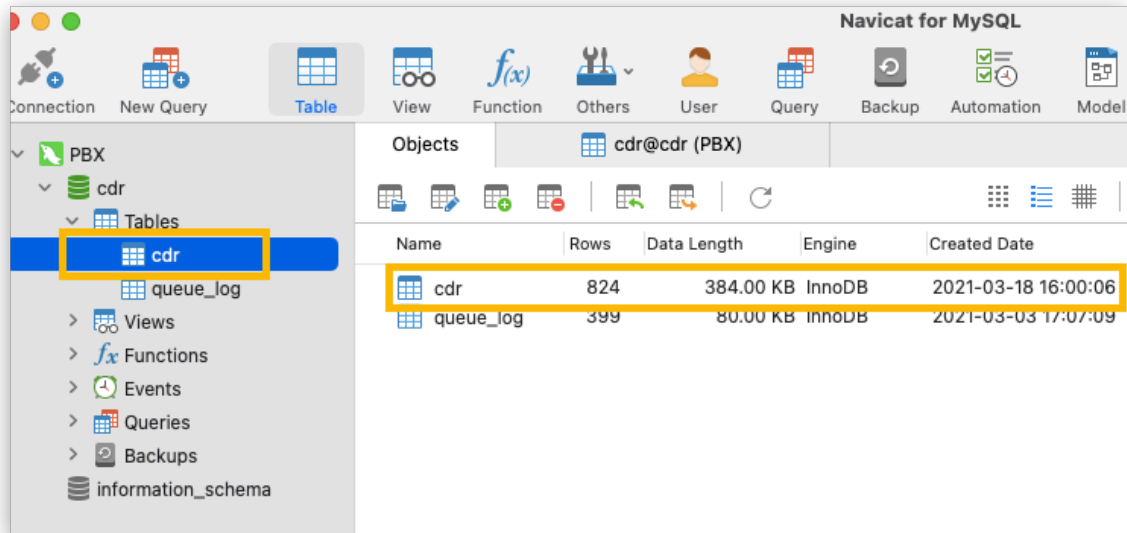 Navicat for MySQL
Connection New Query Table View Function Others User Query Backup Automation Model
f(x)
Objects cdr@cdr (PBX)
PBX
cdr
Tables
cdr
queue_log
Views
fx Functions
Events
Queries
Backups
information_schema
Name Rows Data Length Engine Created Date
cdr 824 384.00 KB InnoDB 2021-03-18 16:00:06
queue_log 399 80.00 KB InnoDB 2021-03-03 17:07:09